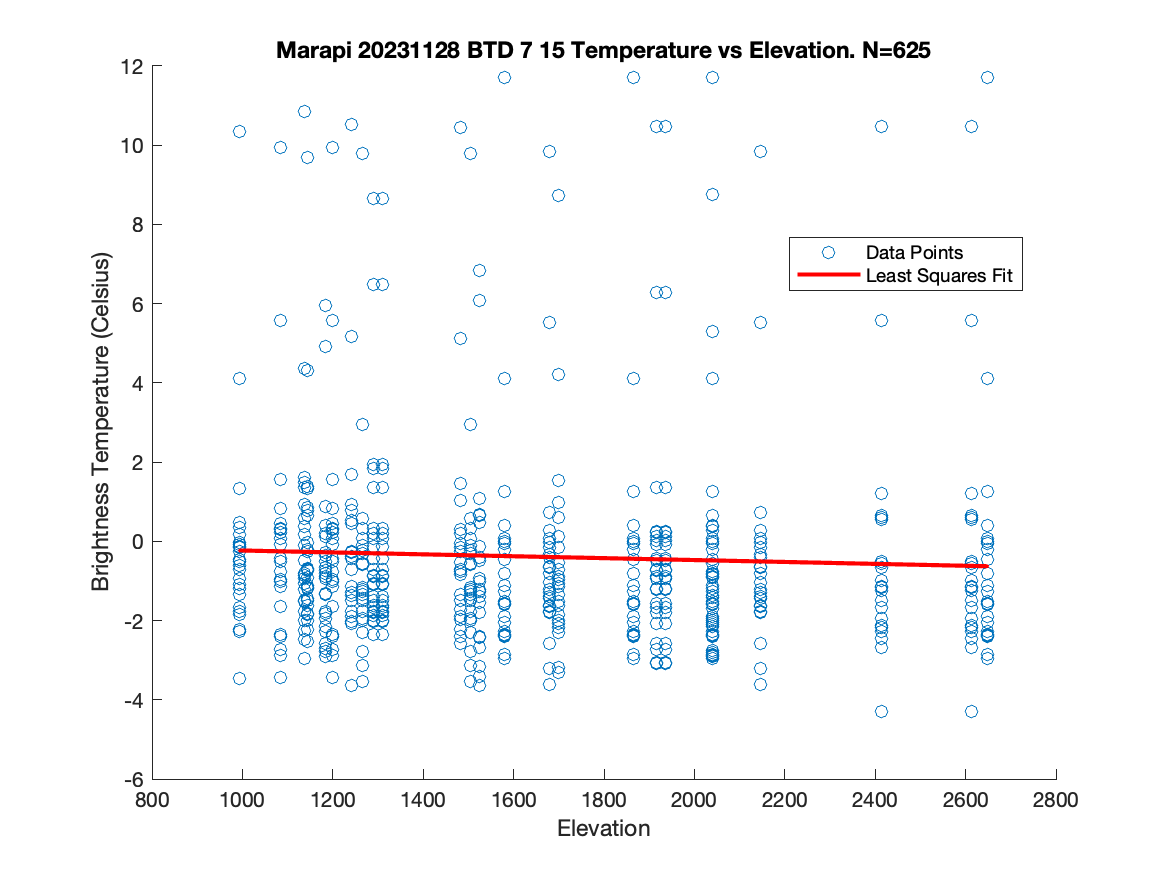 Marapi 20231128 BTD 7 15 Temperature vs Elevation. N=625
12
10
8
6
4
2
0
-2
-4
-6
Brightness Temperature (Celsius)
Data Points
Least Squares Fit
800 1000 1200 1400 1600 1800 2000 2200 2400 2600 2800
Elevation